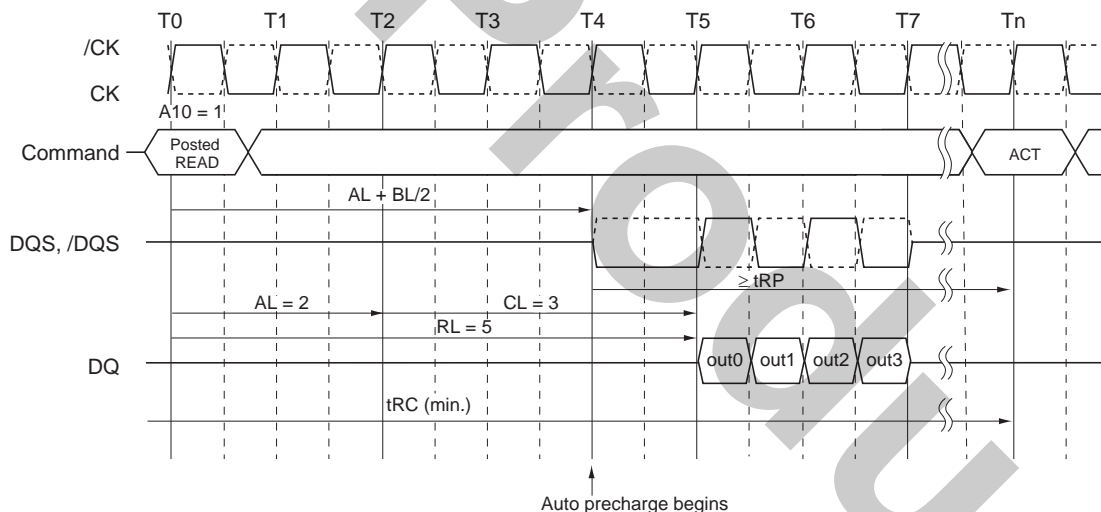 T0 T1 T2 T3 T4 T5 T6 T7 Tn
/CK
CK
A10 = 1
Command
Posted
READ
ACT
AL + BL/2
DQS, /DQS
≥ tRP
AL = 2
CL = 3
RL = 5
DQ
out0 out1 out2 out3
tRC (min.)
Auto precharge begins